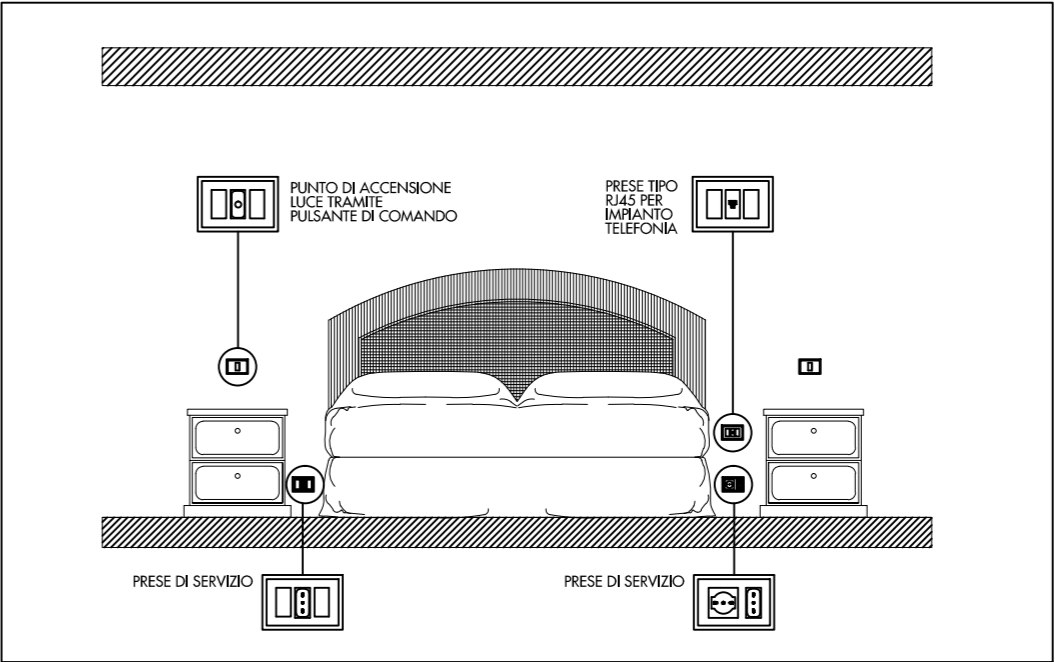 PUNTO DI ACCENSIONE
LUCE TRAMITE
PULSANTE DI COMANDO
PRESE TIPO
RJ45 PER
IMPIANTO
TELEFONIA
PRESE DI SERVIZIO
PRESE DI SERVIZIO